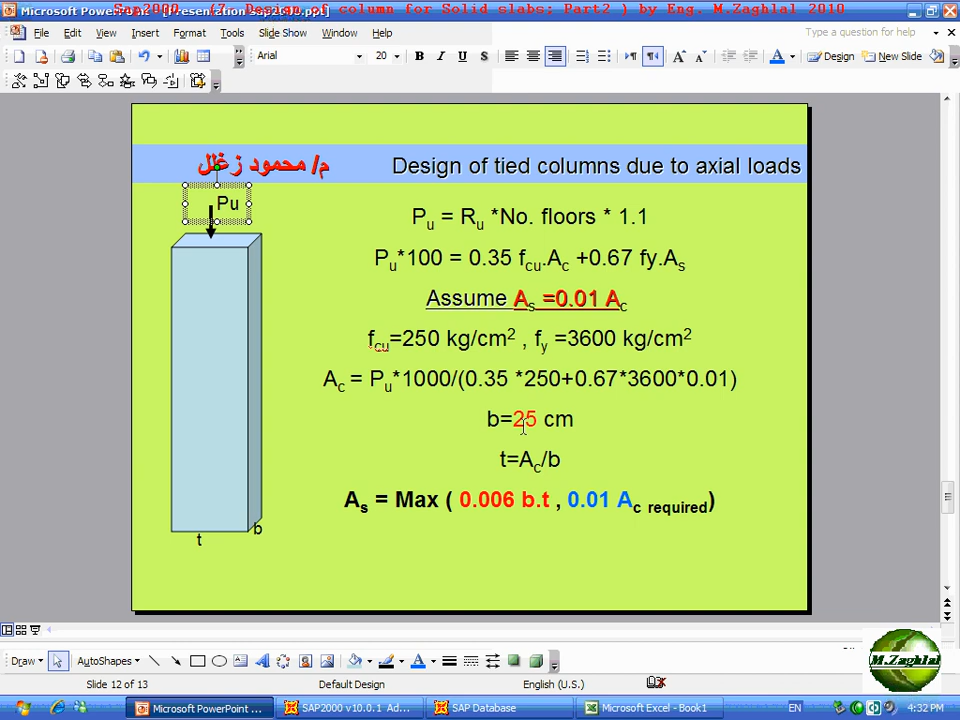 Microsoft PowerPoint - [Presentation sap2000.ppt]
Sap2000 (7. Design of column for Solid slabs; Part2 ) by Eng. M.Zaghlal 2010
File Edit View Insert Format Tools Slide Show Window Help
Type a question for help
Arial 20 B I U S Design New Slide
م/ محمود زغلل Design of tied columns due to axial loads
Pu
Pu = Ru *No. floors * 1.1
Pu*100 = 0.35 fcu.Ac +0.67 fy.As
Assume As =0.01 Ac
fcu=250 kg/cm2 , fy =3600 kg/cm2
Ac = Pu*1000/(0.35 *250+0.67*3600*0.01)
b=25 cm
t=Ac/b
As = Max ( 0.006 b.t , 0.01 Ac required)
b
t
Draw AutoShapes
M.Zaghlal
Slide 12 of 13 Default Design English (U.S.)
Microsoft PowerPoint ... SAP2000 v10.0.1 Ad... SAP Database Microsoft Excel - Book1 EN 4:32 PM